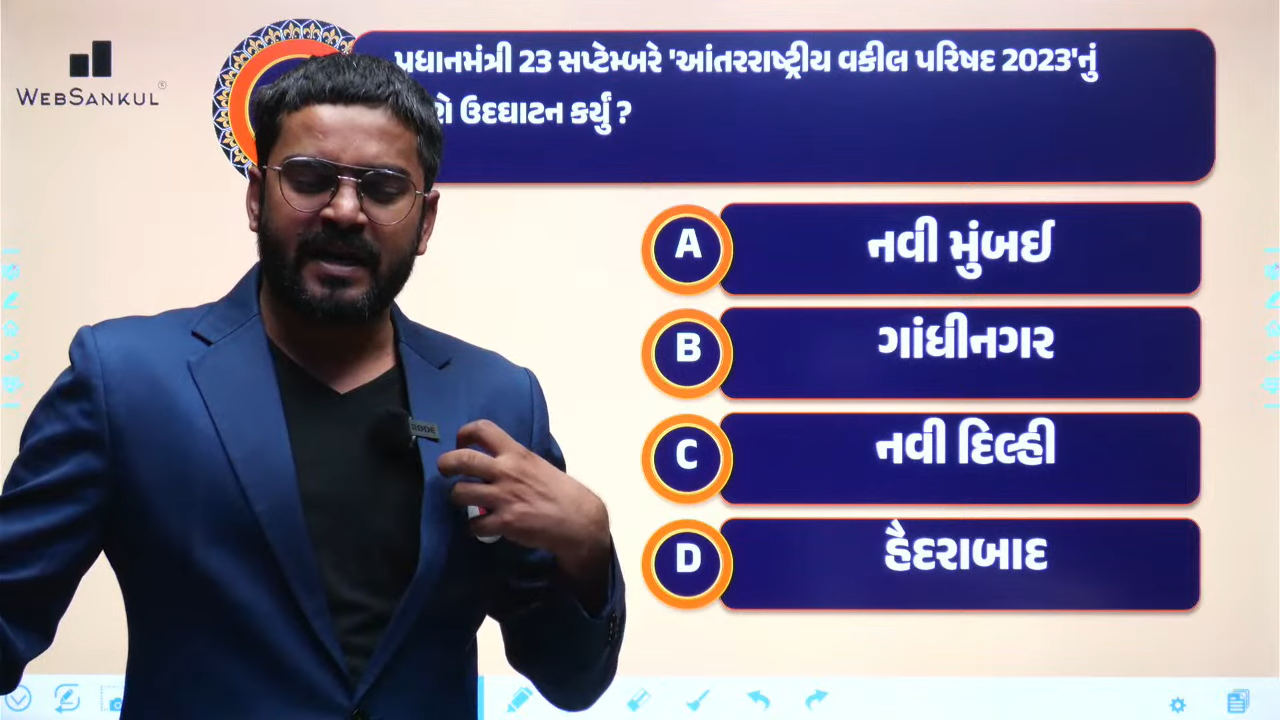 WEBSANKUL
પ્રધાનમંત્રી 23 સપ્ટેમ્બરે 'આંતરરાષ્ટ્રીય વકીલ પરિષદ 2023'નું
ઉદઘાટન કર્યું ?
A
નવી મુંબઈ
B
ગાંધીનગર
C
નવી દિલ્હી
D
હૈદરાબાદ
RODE